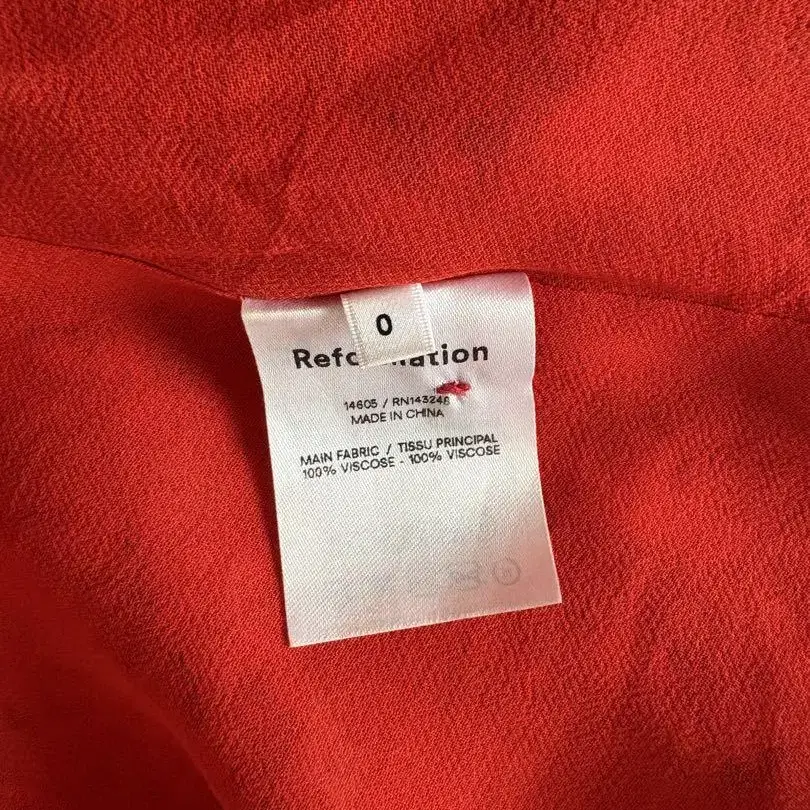 0
Reformation
14605 / RN143248
MADE IN CHINA
MAIN FABRIC / TISSU PRINCIPAL
100% VISCOSE - 100% VISCOSE